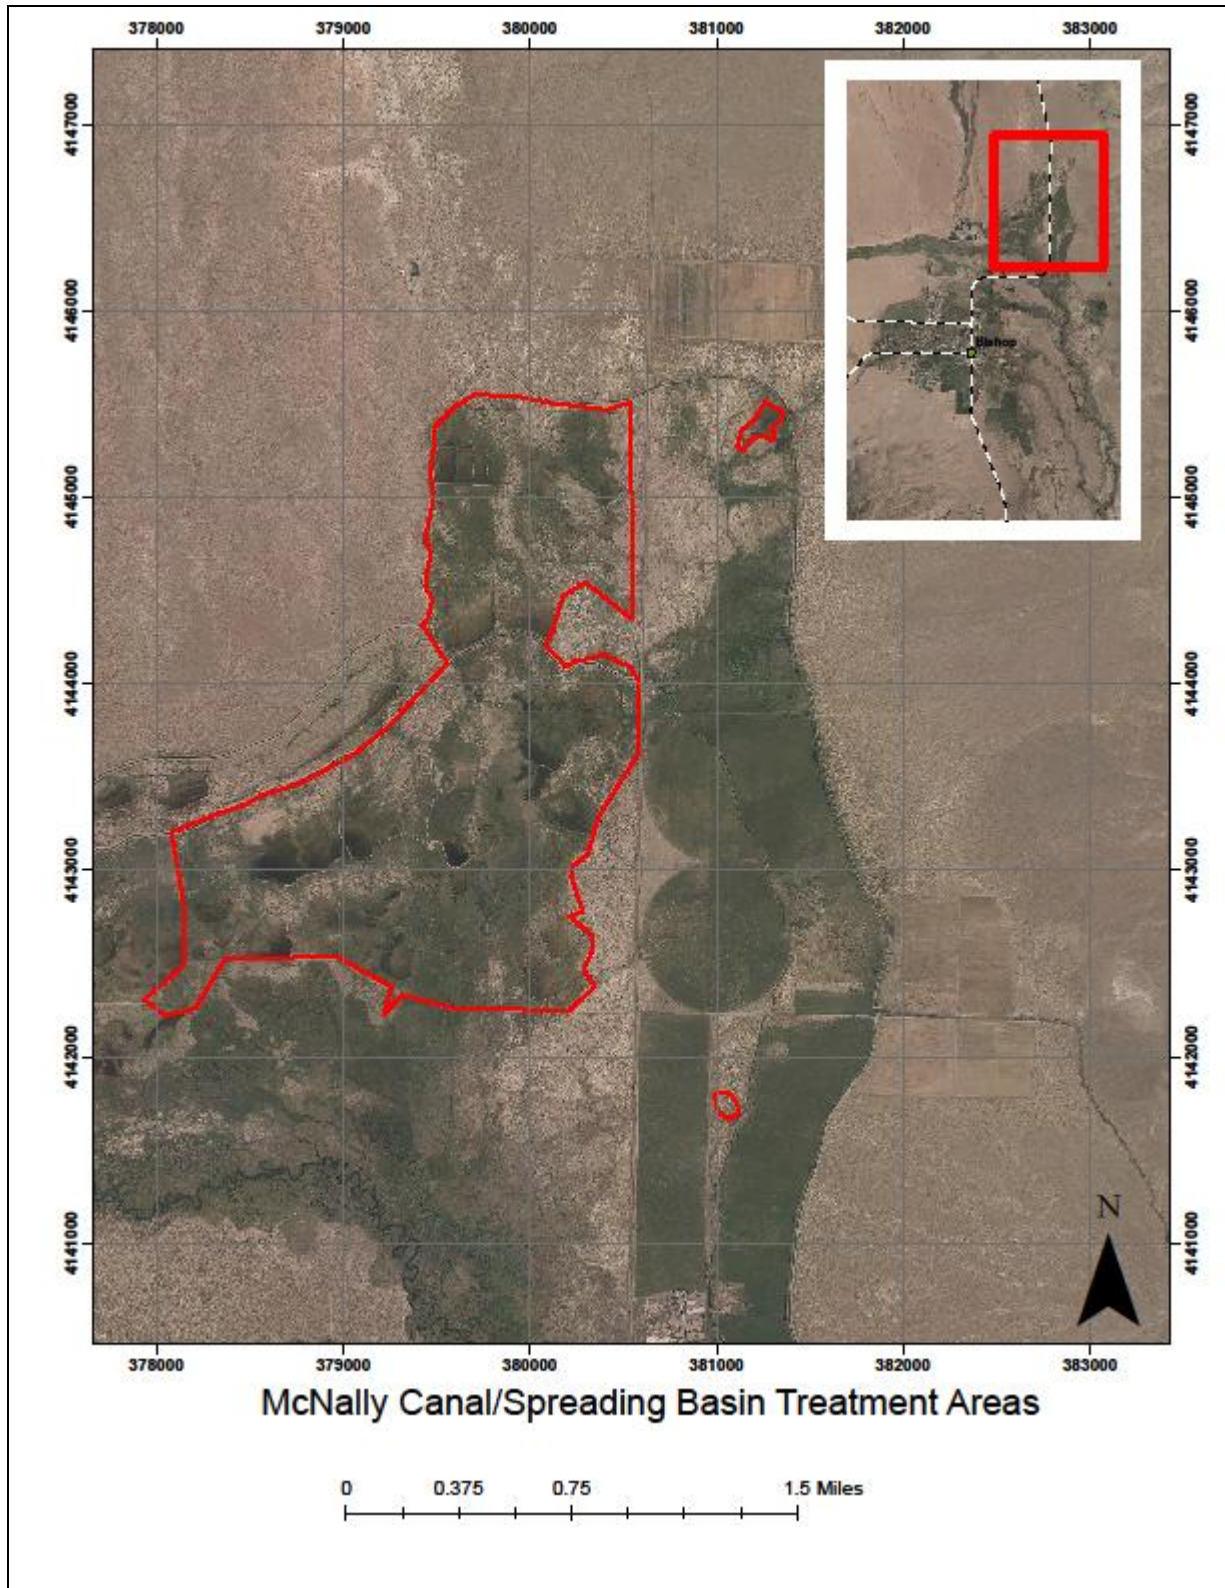 378000 379000 380000 381000 382000 383000
4147000 4147000
Bishop
4146000 4146000
4145000 4145000
4144000 4144000
4143000 4143000
4142000 4142000
4141000 4141000
N
378000 379000 380000 381000 382000 383000
McNally Canal/Spreading Basin Treatment Areas
0 0.375 0.75 1.5 Miles